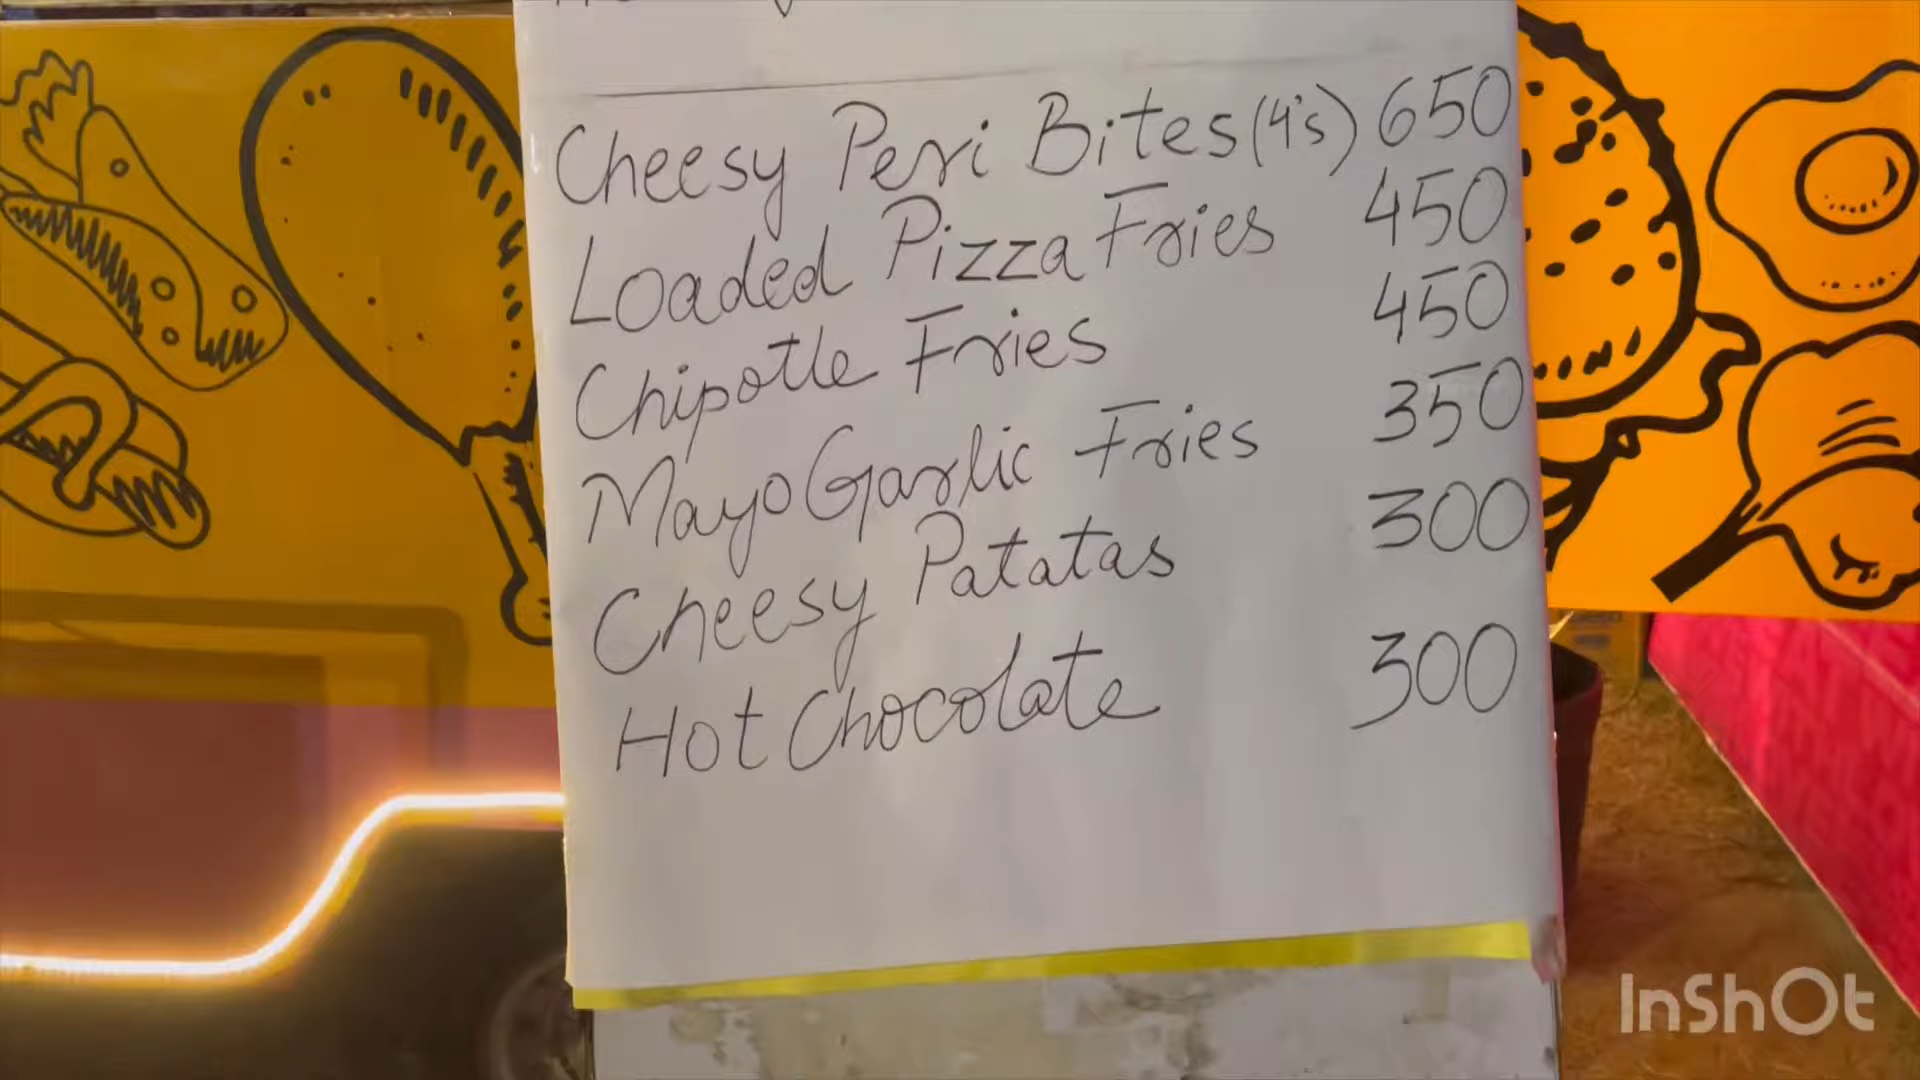 Cheesy Peri Bites (4's) 650
Loaded Pizza Fries 450
Chipotle Fries 450
Mayo Garlic Fries 350
Cheesy Patatas 300
Hot Chocolate 300
InShOt